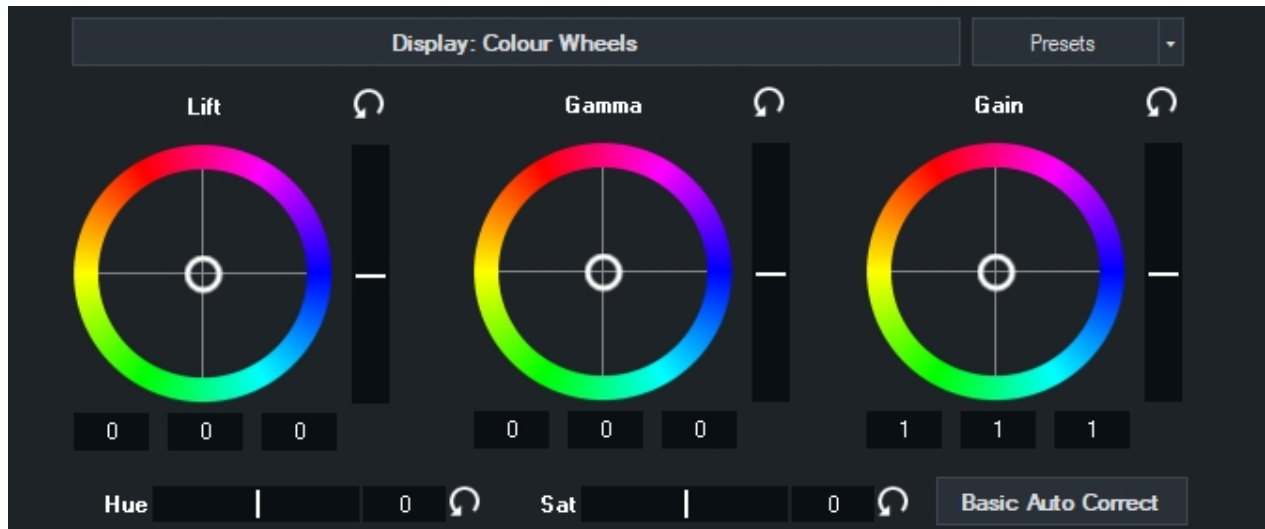 Display: Colour Wheels Presets
Lift Gamma Gain
0 0 0 0 0 0 1 1 1
Hue 0 Sat 0 Basic Auto Correct